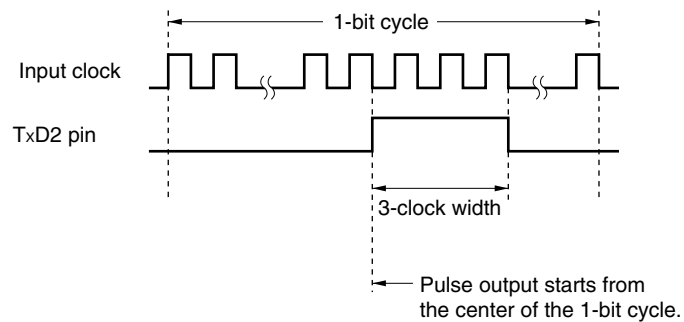 1-bit cycle
Input clock
TxD2 pin
3-clock width
Pulse output starts from
the center of the 1-bit cycle.